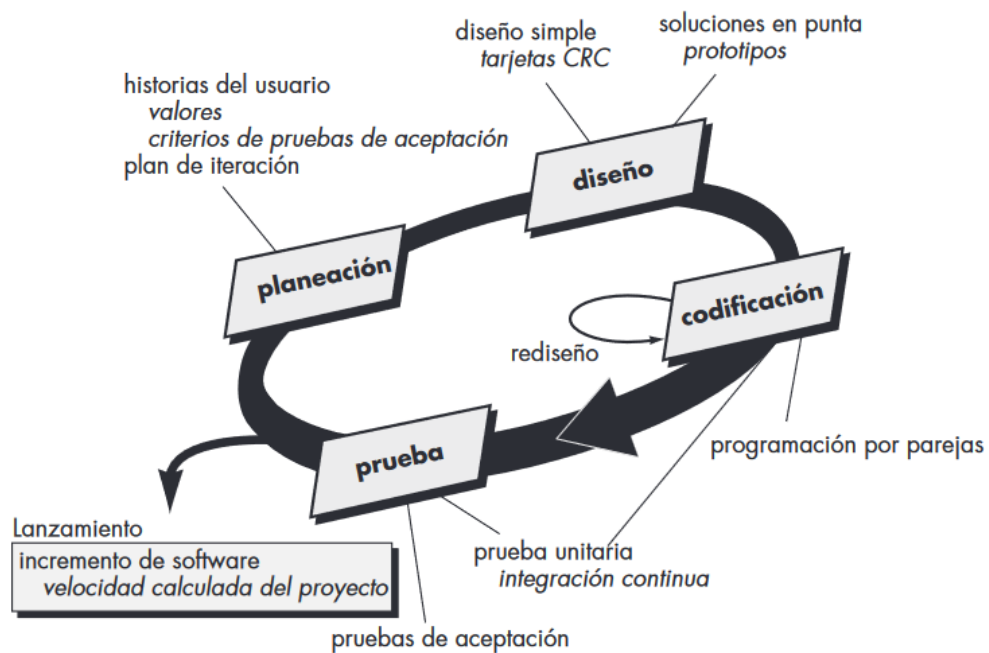 diseño simple
tarjetas CRC
soluciones en punta
prototipos
historias del usuario
valores
criterios de pruebas de aceptación
plan de iteración
diseño
planeación
codificación
rediseño
prueba
programación por parejas
Lanzamiento
incremento de software
velocidad calculada del proyecto
prueba unitaria
integración continua
pruebas de aceptación